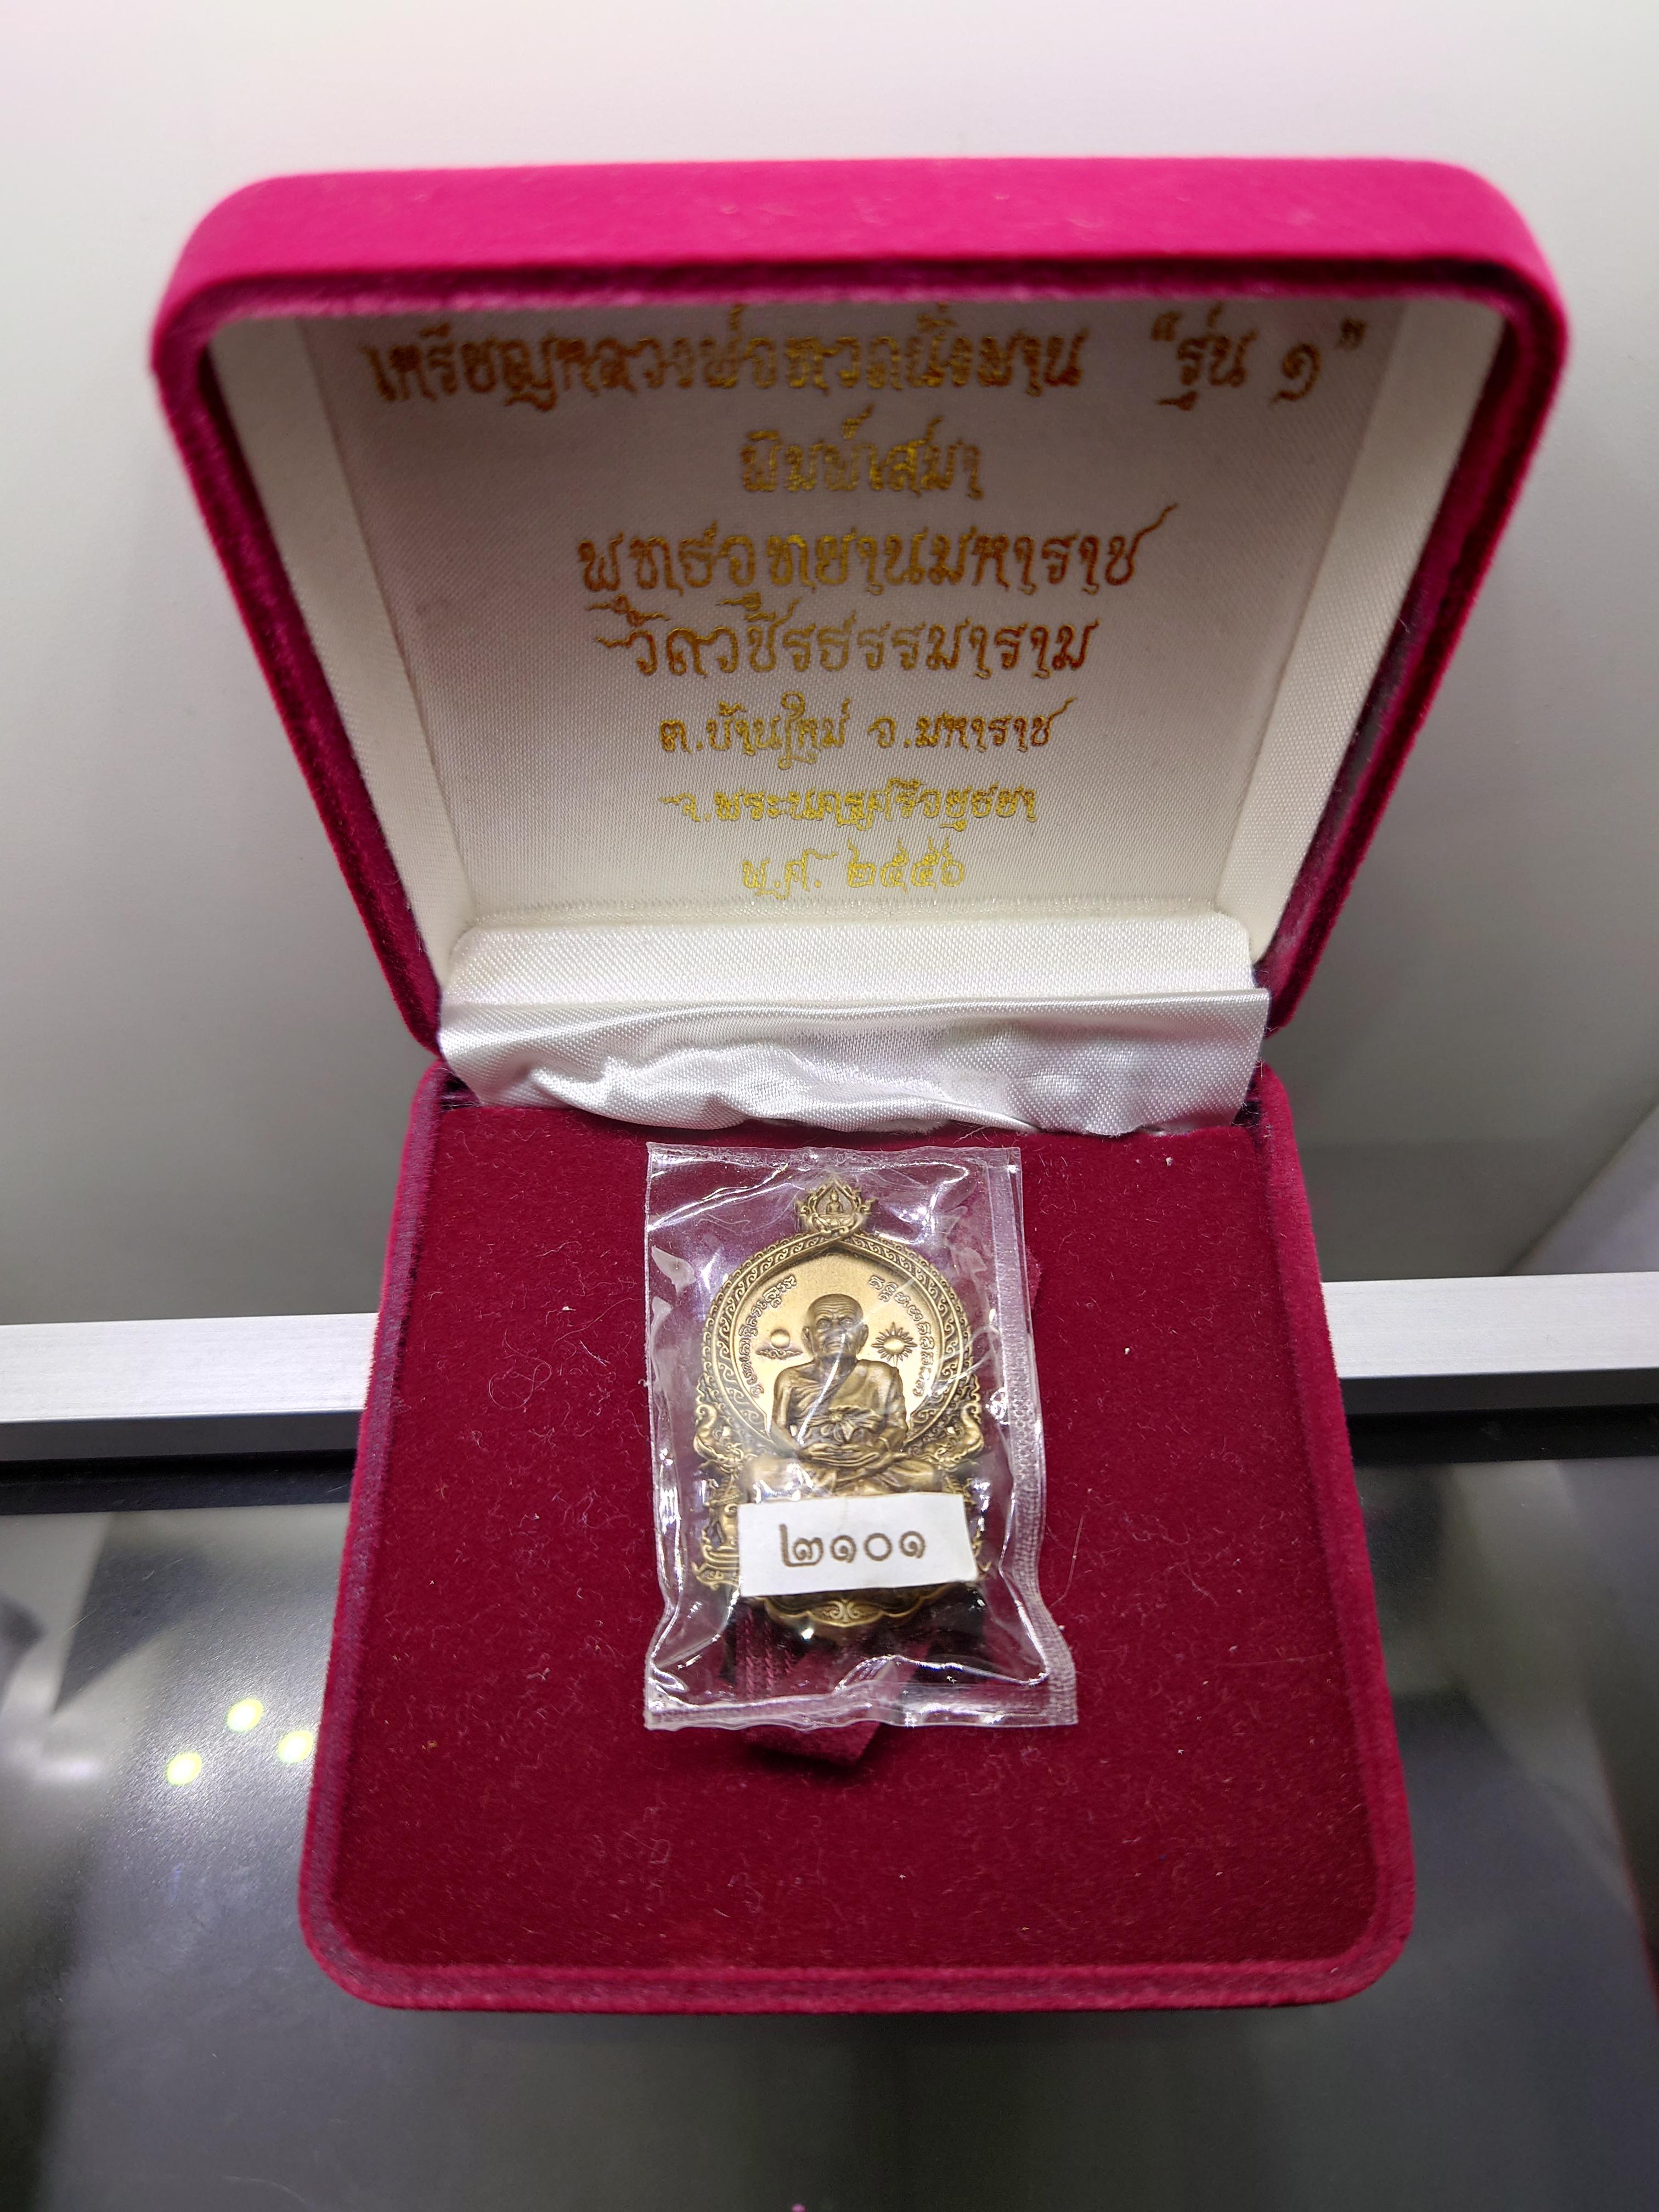 เหรียญหลวงพ่อทวดนั่งพาน “รุ่น ๑”
พิมพ์เสมา
พุทธอุทยานมหาราช
วัดวชิรธรรมาราม
ต.บ้านใหม่ อ.มหาราช
จ.พระนครศรีอยุธยา
พ.ศ. ๒๕๕๖
๒๑๐๑